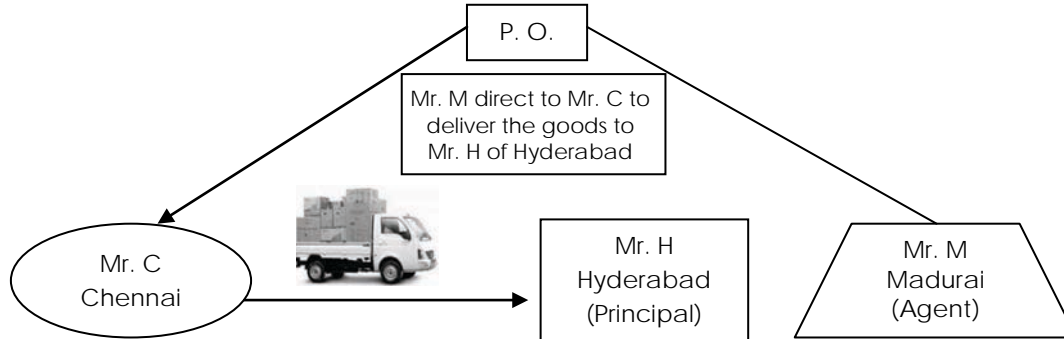 P. O.
Mr. M direct to Mr. C to
deliver the goods to
Mr. H of Hyderabad
Mr. C
Chennai
Mr. H
Hyderabad
(Principal)
Mr. M
Madurai
(Agent)